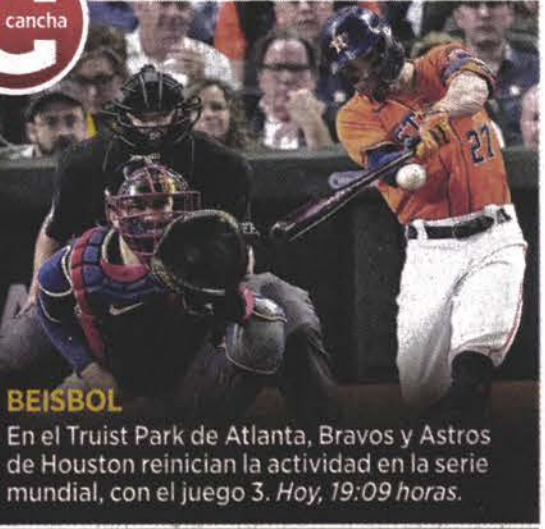 cancha
27
BEISBOL
En el Truist Park de Atlanta, Bravos y Astros
de Houston reinician la actividad en la serie
mundial, con el juego 3. Hoy, 19:09 horas.